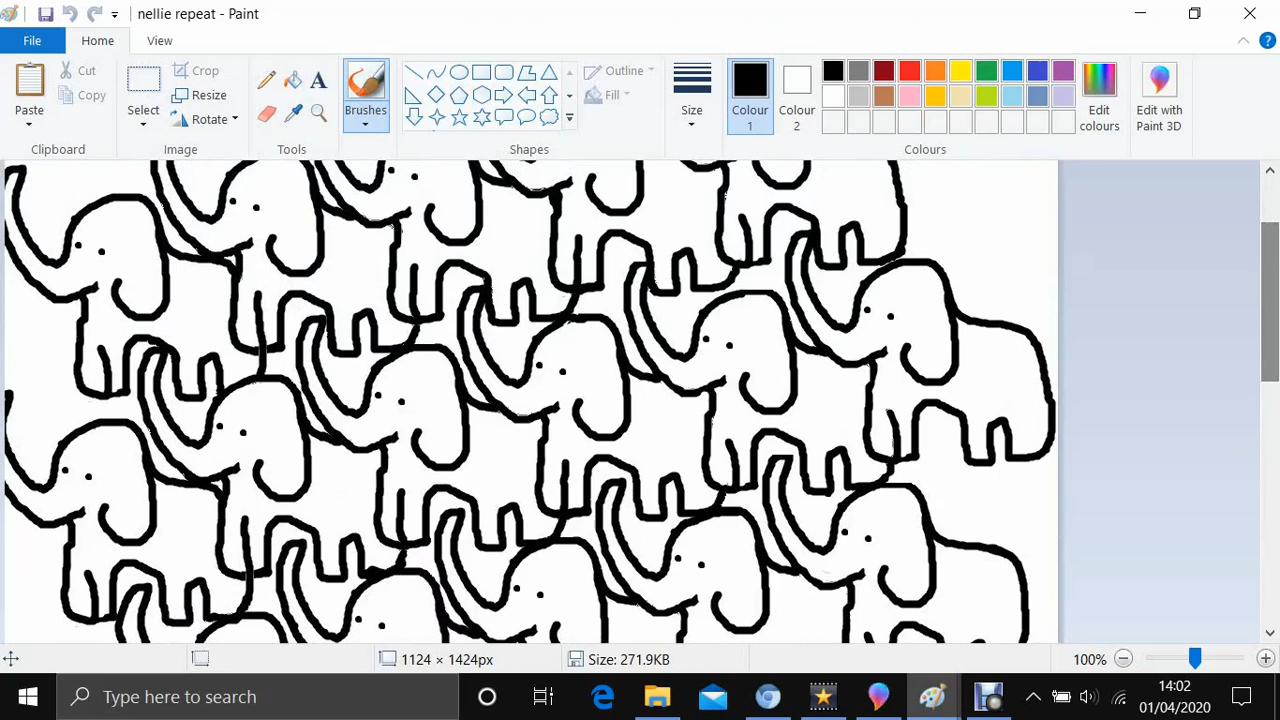 nellie repeat - Paint
File Home View
Paste Cut Copy Clipboard
Select Crop Resize Rotate Image
Tools
Brushes
Shapes Outline Fill
Size
Colour 1
Colour 2
Colours
Edit colours
Edit with Paint 3D
1124 × 1424px Size: 271.9KB 100%
Type here to search
14:02
01/04/2020